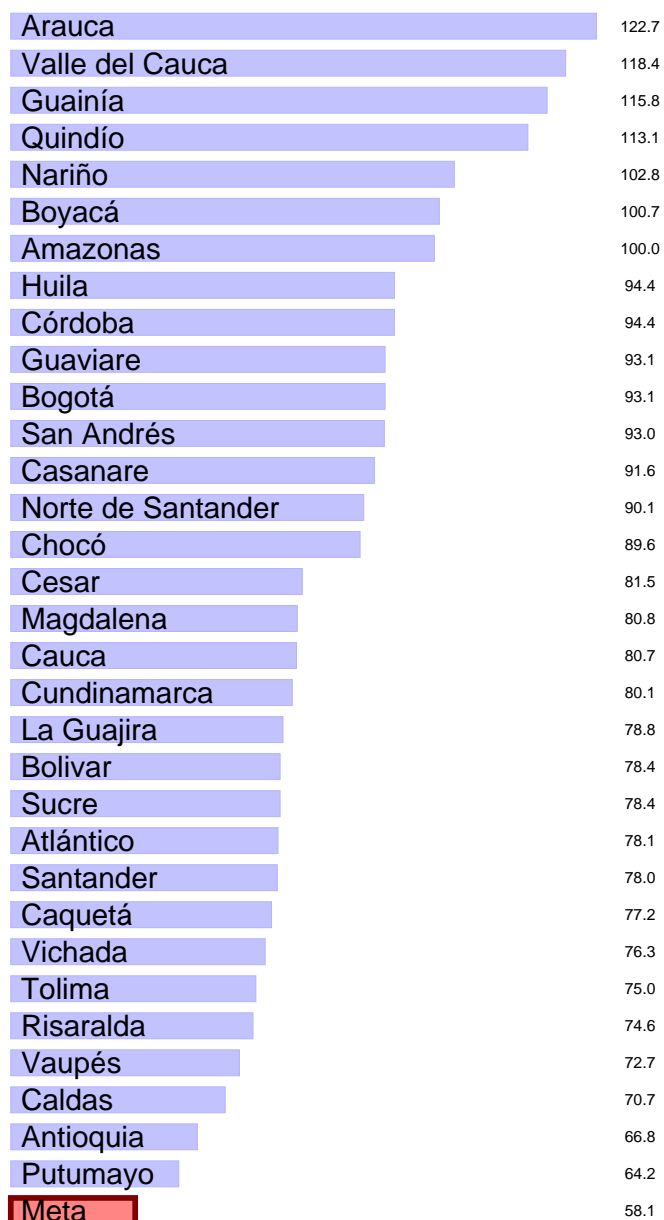 Arauca 122.7
Valle del Cauca 118.4
Guainía 115.8
Quindío 113.1
Nariño 102.8
Boyacá 100.7
Amazonas 100.0
Huila 94.4
Córdoba 94.4
Guaviare 93.1
Bogotá 93.1
San Andrés 93.0
Casanare 91.6
Norte de Santander 90.1
Chocó 89.6
Cesar 81.5
Magdalena 80.8
Cauca 80.7
Cundinamarca 80.1
La Guajira 78.8
Bolivar 78.4
Sucre 78.4
Atlántico 78.1
Santander 78.0
Caquetá 77.2
Vichada 76.3
Tolima 75.0
Risaralda 74.6
Vaupés 72.7
Caldas 70.7
Antioquia 66.8
Putumayo 64.2
Meta 58.1